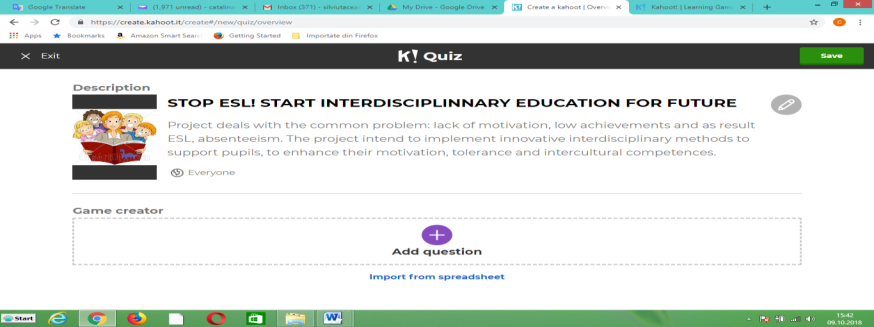 Google Translate
(1.971 unread) - catalin
M Inbox (371) - silviutacea
My Drive - Google Drive
K! Create a kahoot | Overvi
K! Kahoot! | Learning Gam
https://create.kahoot.it/create#/new/quiz/overview
Apps Bookmarks Amazon Smart Sear Getting Started Importate din Firefox
Exit
K! Quiz
Save
Description
STOP ESL! START INTERDISCIPLINNARY EDUCATION FOR FUTURE
Project deals with the common problem: lack of motivation, low achievements and as result
ESL, absenteeism. The project intend to implement innovative interdisciplinary methods to
support pupils, to enhance their motivation, tolerance and intercultural competences.
Everyone
Game creator
Add question
Import from spreadsheet
Start
15:42
09.10.2018